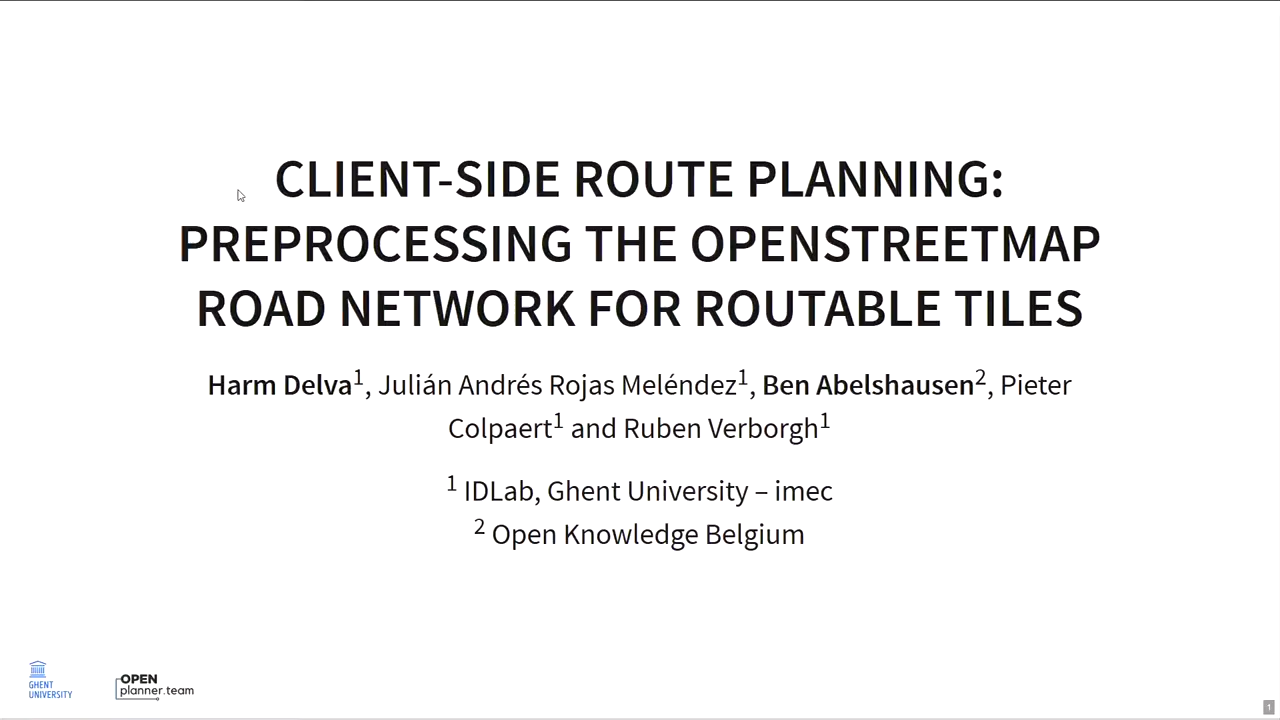 CLIENT-SIDE ROUTE PLANNING:
PREPROCESSING THE OPENSTREETMAP
ROAD NETWORK FOR ROUTABLE TILES
Harm Delva1, Julián Andrés Rojas Meléndez1, Ben Abelshausen2, Pieter
Colpaert1 and Ruben Verborgh1
1 IDLab, Ghent University – imec
2 Open Knowledge Belgium
GHENT
UNIVERSITY
OPEN
planner.team
1